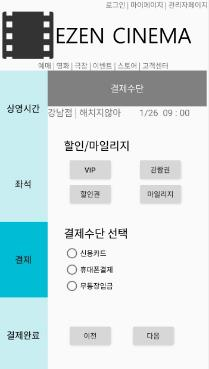 로그인 | 마이페이지 | 관리자페이지
EZEN CINEMA
예매 | 영화 | 극장 | 이벤트 | 스토어 | 고객센터
상영시간
결제수단
강남점 | 해치지않아 1/26 09 : 00
할인/마일리지
VIP 관람권
좌석
할인권 마일리지
결제수단 선택
신용카드
결제
휴대폰결제
무통장입금
결제완료
이전 다음